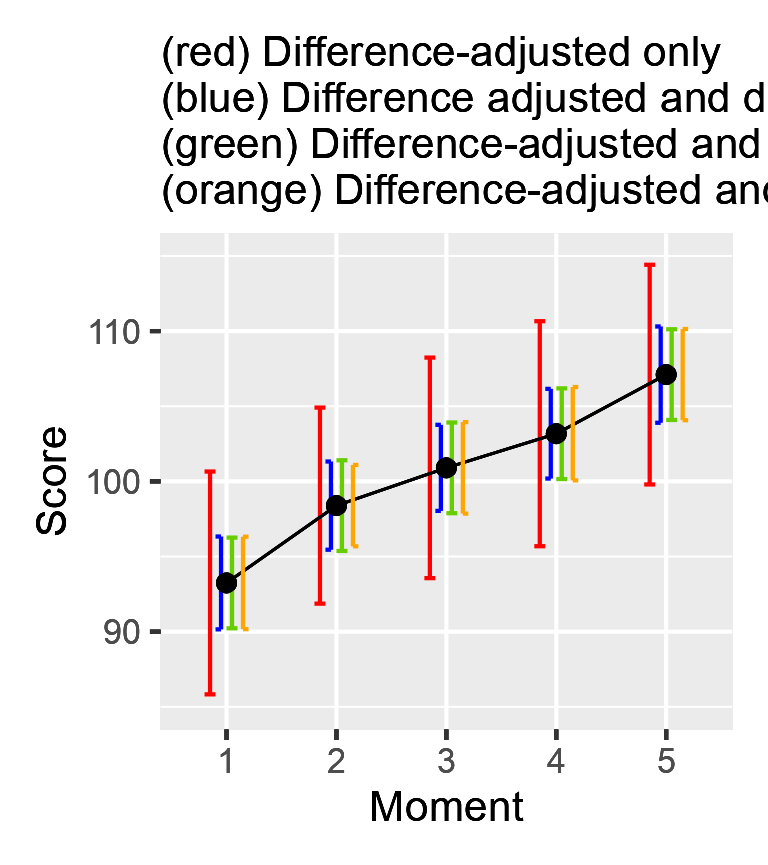 (red) Difference-adjusted only
(blue) Difference adjusted and d
(green) Difference-adjusted and
(orange) Difference-adjusted and
110
100
90
Score
1 2 3 4 5
Moment